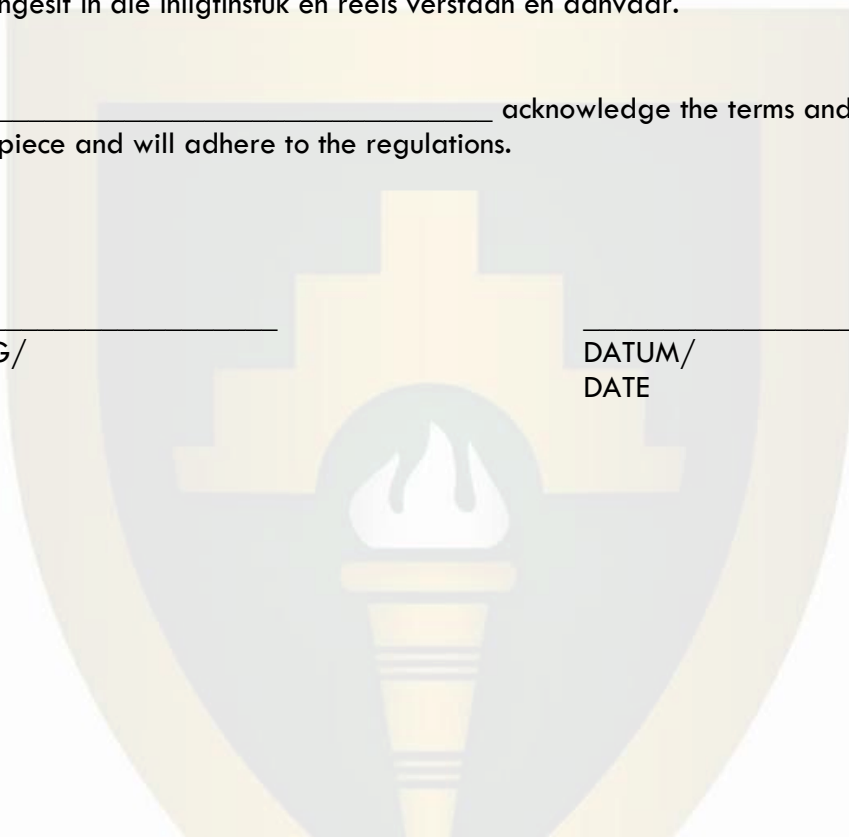 ngesit in die inligtinstuk en reëls verstaan en aanvaar.
acknowledge the terms and
piece and will adhere to the regulations.
G/
DATUM/
DATE